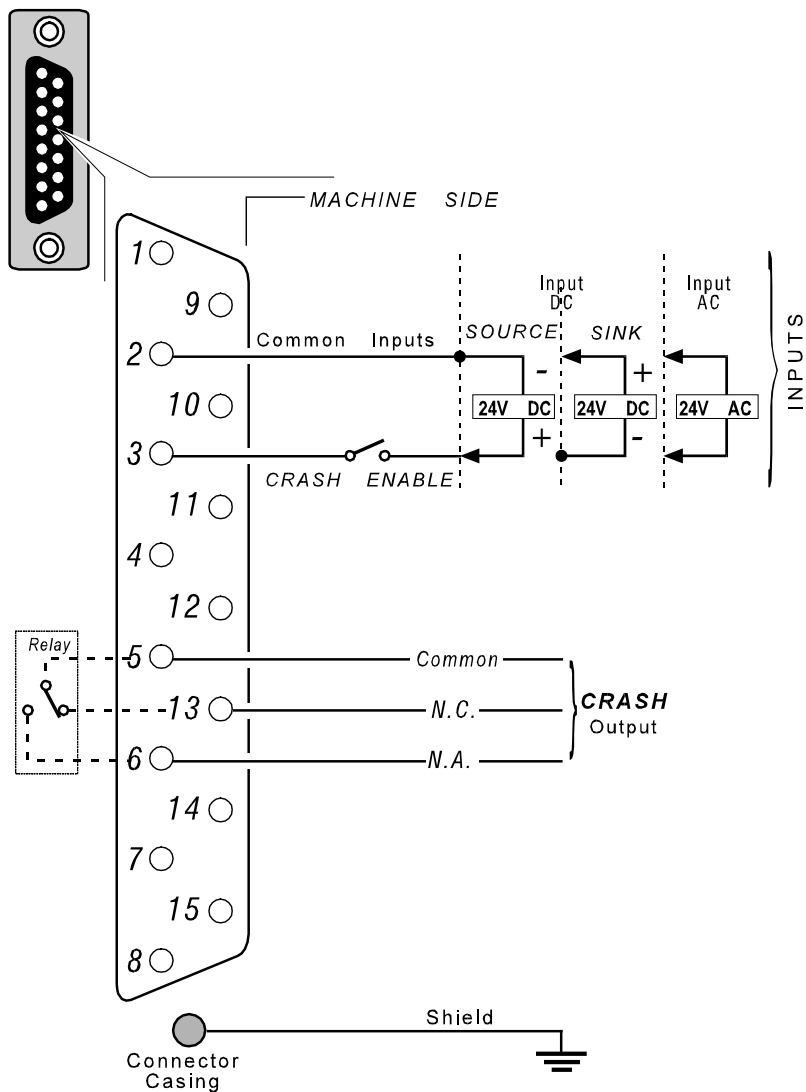 MACHINE SIDE
1
9
Input DC
Input AC
SOURCE
SINK
2
Common Inputs
-
+
10
24V DC
24V DC
24V AC
INPUTS
+
-
3
CRASH ENABLE
11
4
12
Relay
5
Common
13
N.C.
CRASH
Output
6
N.A.
14
7
15
8
Shield
Connector
Casing